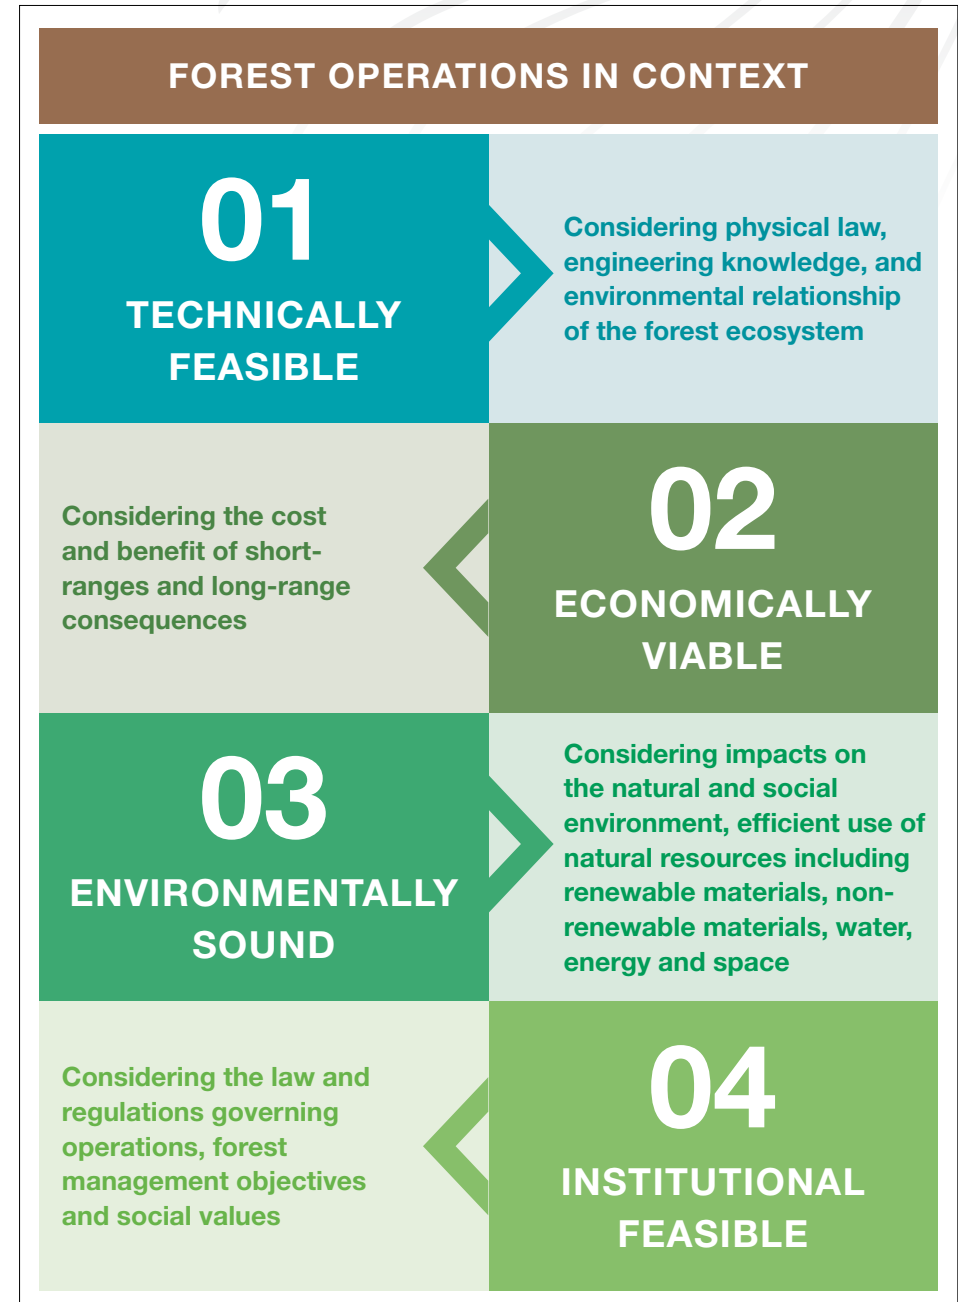 FOREST OPERATIONS IN CONTEXT
01
TECHNICALLY
FEASIBLE
Considering physical law,
engineering knowledge, and
environmental relationship
of the forest ecosystem
Considering the cost
and benefit of short-
ranges and long-range
consequences
02
ECONOMICALLY
VIABLE
03
ENVIRONMENTALLY
SOUND
Considering impacts on
the natural and social
environment, efficient use of
natural resources including
renewable materials, non-
renewable materials, water,
energy and space
Considering the law and
regulations governing
operations, forest
management objectives
and social values
04
INSTITUTIONAL
FEASIBLE